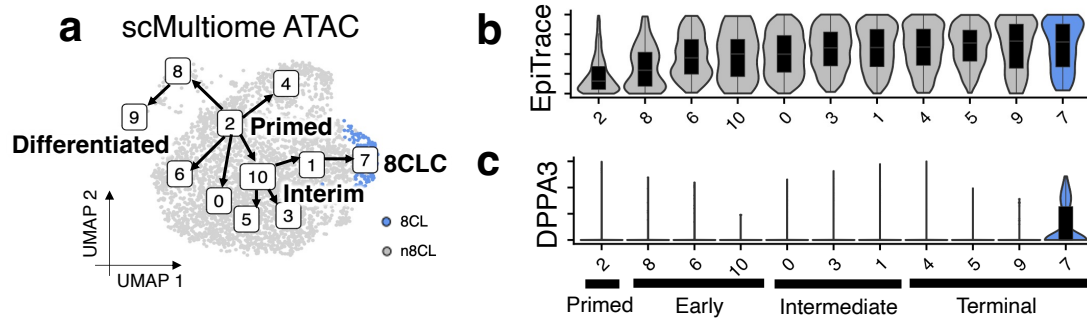 a
scMultiome ATAC
8
4
9
2
Primed
Differentiated
7
8CLC
1
6
10
Interim
0
5
3
8CL
n8CL
UMAP 2
UMAP 1
b
EpiTrace
2 8 6 10 0 3 1 4 5 9 7
c
DPPA3
2 8 6 10 0 3 1 4 5 9 7
Primed Early Intermediate Terminal